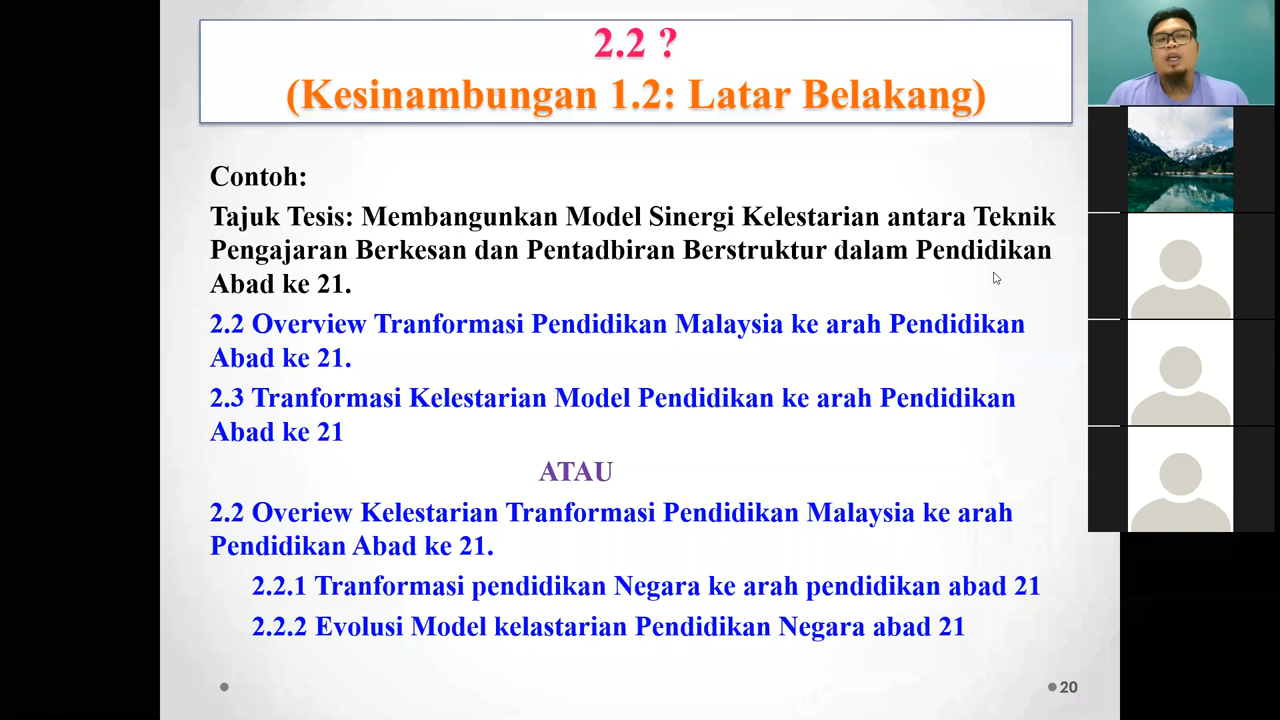 2.2 ?
(Kesinambungan 1.2: Latar Belakang)
Contoh:
Tajuk Tesis: Membangunkan Model Sinergi Kelestarian antara Teknik
Pengajaran Berkesan dan Pentadbiran Berstruktur dalam Pendidikan
Abad ke 21.
2.2 Overview Tranformasi Pendidikan Malaysia ke arah Pendidikan
Abad ke 21.
2.3 Tranformasi Kelestarian Model Pendidikan ke arah Pendidikan
Abad ke 21
ATAU
2.2 Overiew Kelestarian Tranformasi Pendidikan Malaysia ke arah
Pendidikan Abad ke 21.
2.2.1 Tranformasi pendidikan Negara ke arah pendidikan abad 21
2.2.2 Evolusi Model kelastarian Pendidikan Negara abad 21
20